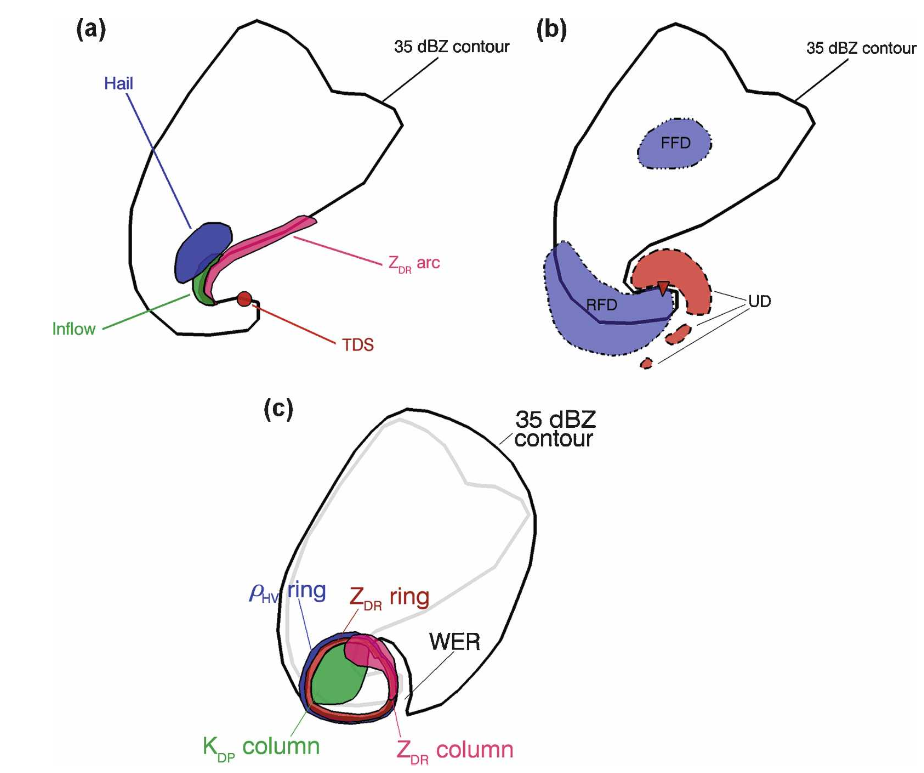 (a)
35 dBZ contour
Hail
Z_DR arc
Inflow
TDS
(b)
35 dBZ contour
FFD
RFD
UD
(c)
35 dBZ
contour
ρ_HV ring
Z_DR ring
WER
K_DP column
Z_DR column